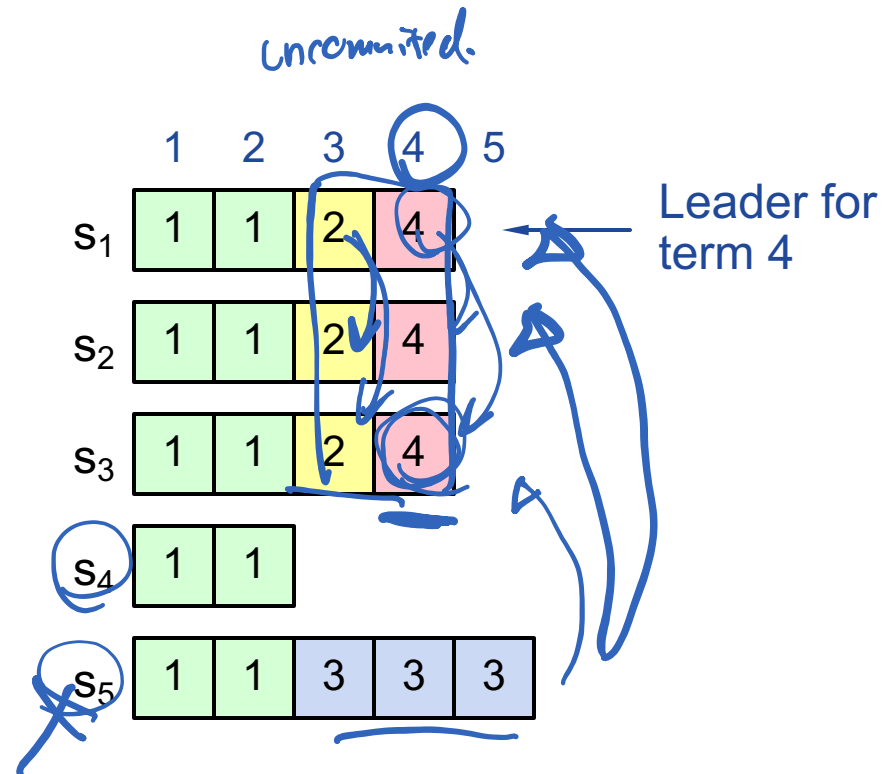 uncommited.
1 2 3 4 5
s1 1 1 2 4
Leader for
term 4
s2 1 1 2 4
s3 1 1 2 4
s4 1 1
s5 1 1 3 3 3